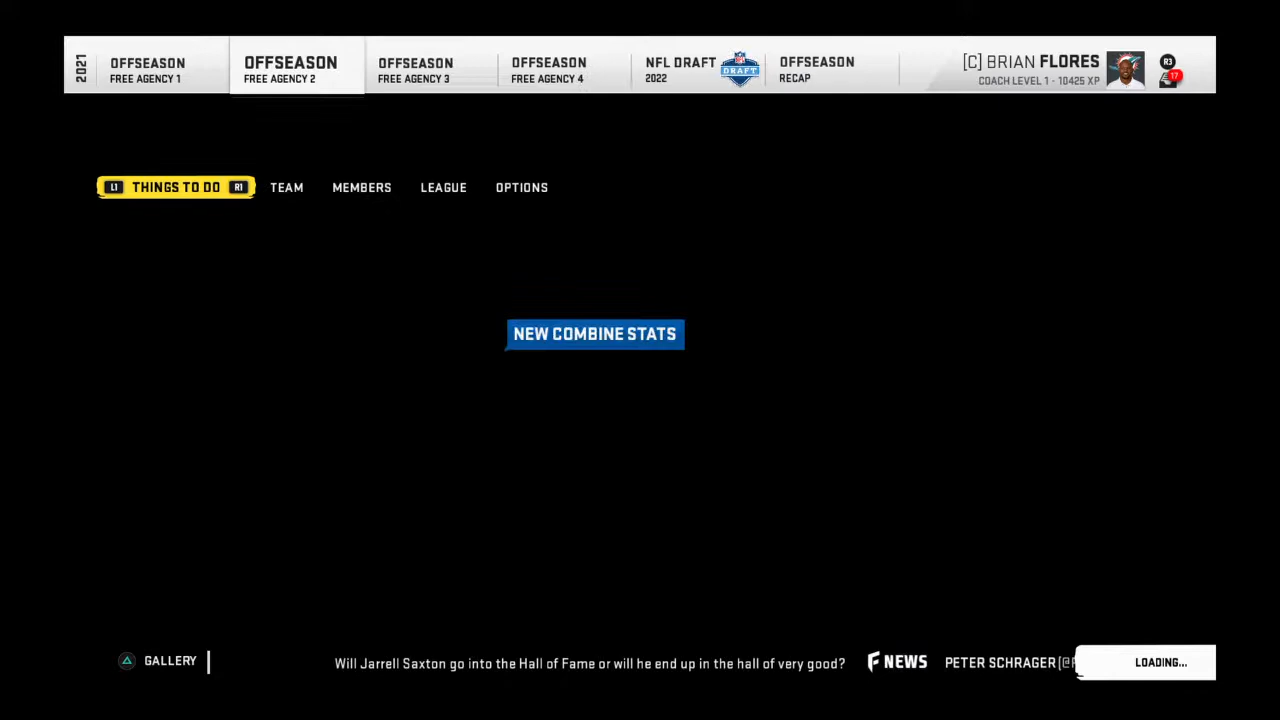 2021
OFFSEASON
FREE AGENCY 1
OFFSEASON
FREE AGENCY 2
OFFSEASON
FREE AGENCY 3
OFFSEASON
FREE AGENCY 4
NFL DRAFT
2022
DRAFT
OFFSEASON
RECAP
[C] BRIAN FLORES
COACH LEVEL 1 - 10425 XP
R3
17
L1 THINGS TO DO R1 TEAM MEMBERS LEAGUE OPTIONS
NEW COMBINE STATS
GALLERY
Will Jarrell Saxton go into the Hall of Fame or will he end up in the hall of very good?
NEWS
PETER SCHRAGER
LOADING...